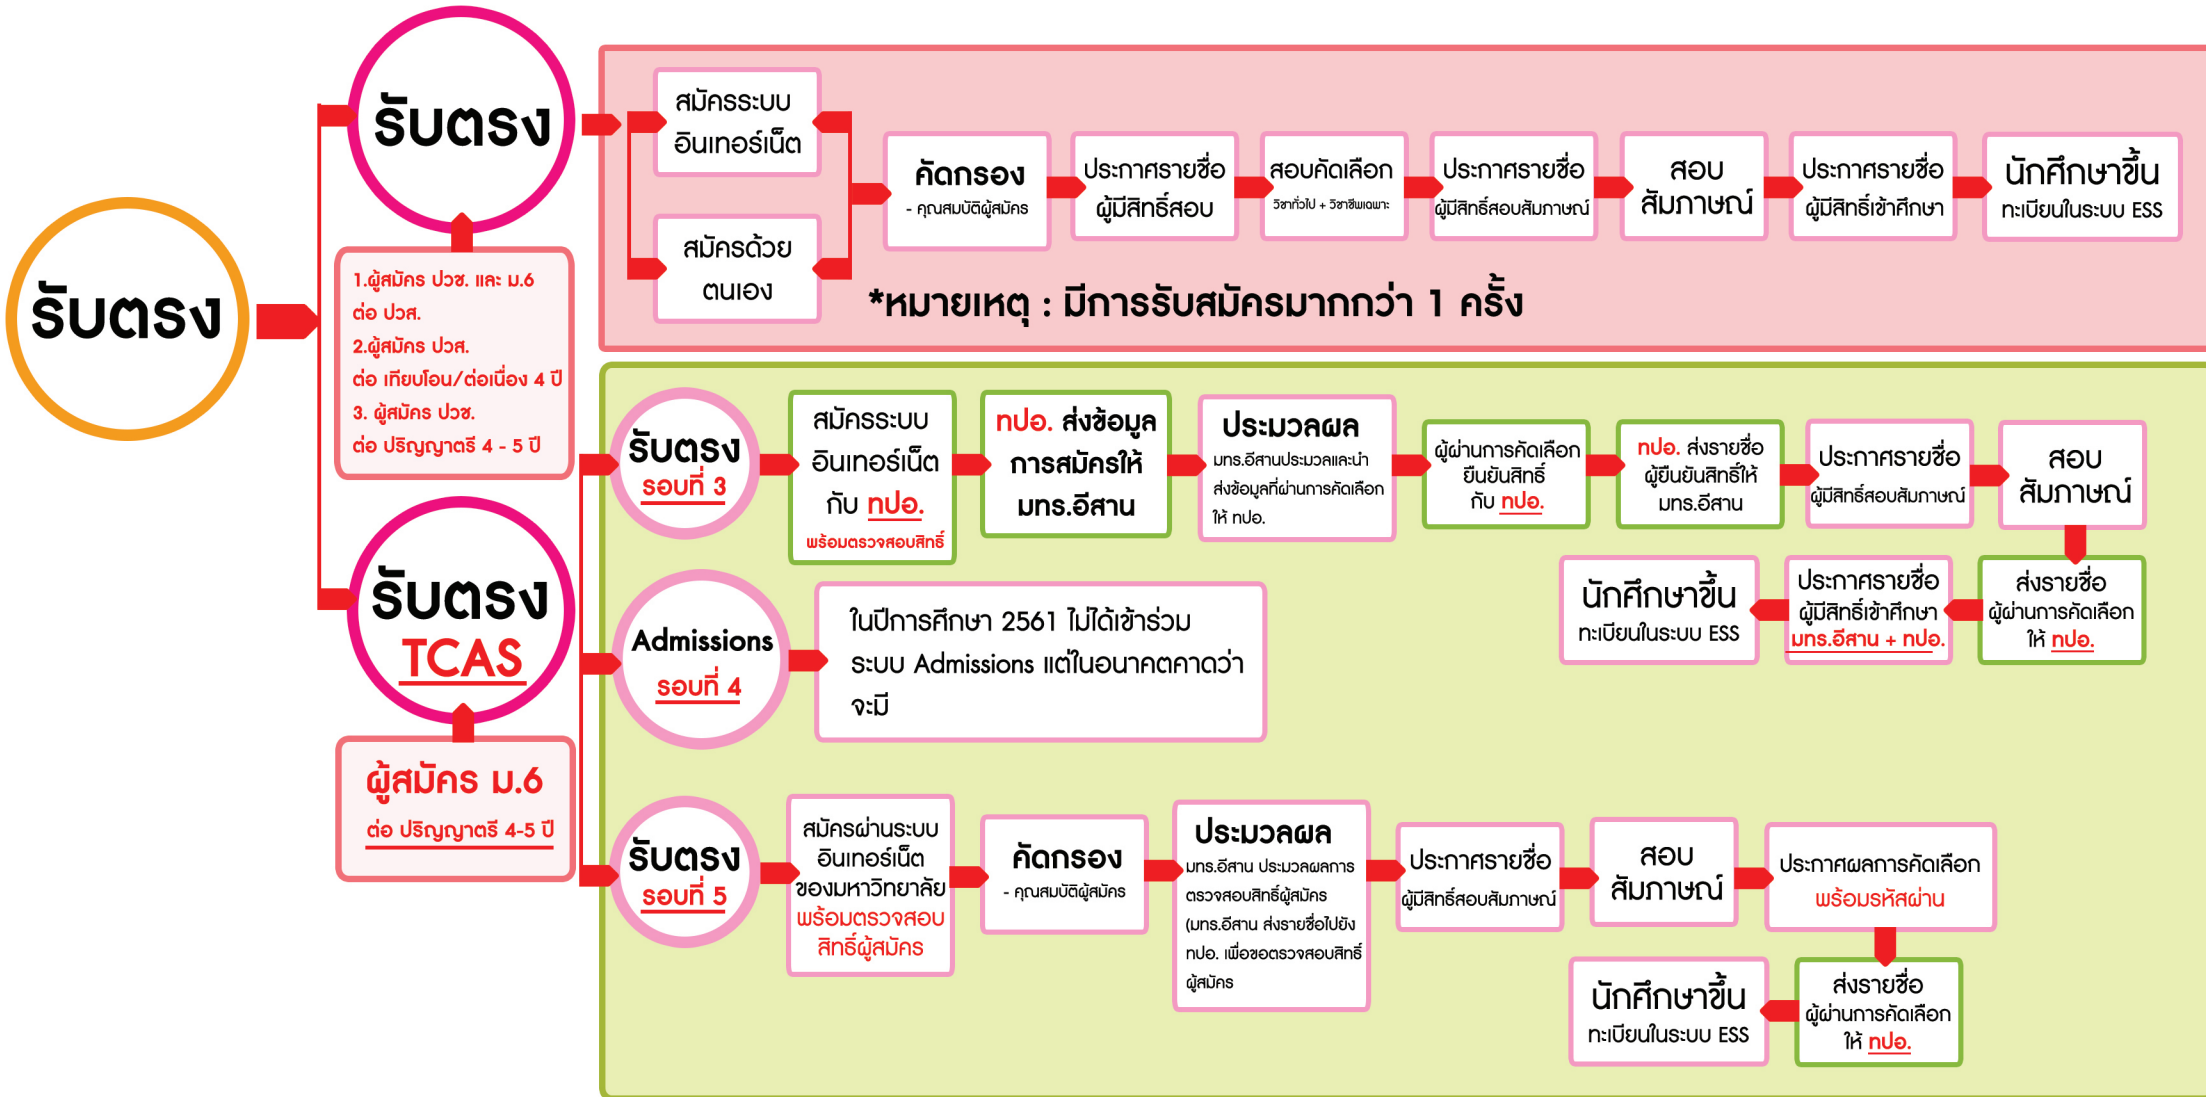 รับตรง
รับตรง
1.ผู้สมัคร ปวช. และ ม.6
ต่อ ปวส.
2.ผู้สมัคร ปวส.
ต่อ เทียบโอน/ต่อเนื่อง 4 ปี
3. ผู้สมัคร ปวช.
ต่อ ปริญญาตรี 4 - 5 ปี
สมัครระบบ
อินเทอร์เน็ต
สมัครด้วย
ตนเอง
คัดกรอง
- คุณสมบัติผู้สมัคร
ประกาศรายชื่อ
ผู้มีสิทธิ์สอบ
สอบคัดเลือก
วิชาทั่วไป + วิชาชีพเฉพาะ
ประกาศรายชื่อ
ผู้มีสิทธิ์สอบสัมภาษณ์
สอบ
สัมภาษณ์
ประกาศรายชื่อ
ผู้มีสิทธิ์เข้าศึกษา
นักศึกษาขึ้น
ทะเบียนในระบบ ESS
*หมายเหตุ : มีการรับสมัครมากกว่า 1 ครั้ง
รับตรง
TCAS
ผู้สมัคร ม.6
ต่อ ปริญญาตรี 4-5 ปี
รับตรง
รอบที่ 3
สมัครระบบ
อินเทอร์เน็ต
กับ ทปอ.
พร้อมตรวจสอบสิทธิ์
ทปอ. ส่งข้อมูล
การสมัครให้
มทร.อีสาน
ประมวลผล
มทร.อีสานประมวลและนำ
ส่งข้อมูลที่ผ่านการคัดเลือก
ให้ ทปอ.
ผู้ผ่านการคัดเลือก
ยืนยันสิทธิ์
กับ ทปอ.
ทปอ. ส่งรายชื่อ
ผู้ยืนยันสิทธิ์ให้
มทร.อีสาน
ประกาศรายชื่อ
ผู้มีสิทธิ์สอบสัมภาษณ์
สอบ
สัมภาษณ์
ส่งรายชื่อ
ผู้ผ่านการคัดเลือก
ให้ ทปอ.
ประกาศรายชื่อ
ผู้มีสิทธิ์เข้าศึกษา
มทร.อีสาน + ทปอ.
นักศึกษาขึ้น
ทะเบียนในระบบ ESS
Admissions
รอบที่ 4
ในปีการศึกษา 2561 ไม่ได้เข้าร่วม
ระบบ Admissions แต่ในอนาคตคาดว่า
จะมี
รับตรง
รอบที่ 5
สมัครผ่านระบบ
อินเทอร์เน็ต
ของมหาวิทยาลัย
พร้อมตรวจสอบ
สิทธิ์ผู้สมัคร
คัดกรอง
- คุณสมบัติผู้สมัคร
ประมวลผล
มทร.อีสาน ประมวลผลการ
ตรวจสอบสิทธิ์ผู้สมัคร
(มทร.อีสาน ส่งรายชื่อไปยัง
ทปอ. เพื่อขอตรวจสอบสิทธิ์
ผู้สมัคร
ประกาศรายชื่อ
ผู้มีสิทธิ์สอบสัมภาษณ์
สอบ
สัมภาษณ์
ประกาศผลการคัดเลือก
พร้อมรหัสผ่าน
ส่งรายชื่อ
ผู้ผ่านการคัดเลือก
ให้ ทปอ.
นักศึกษาขึ้น
ทะเบียนในระบบ ESS